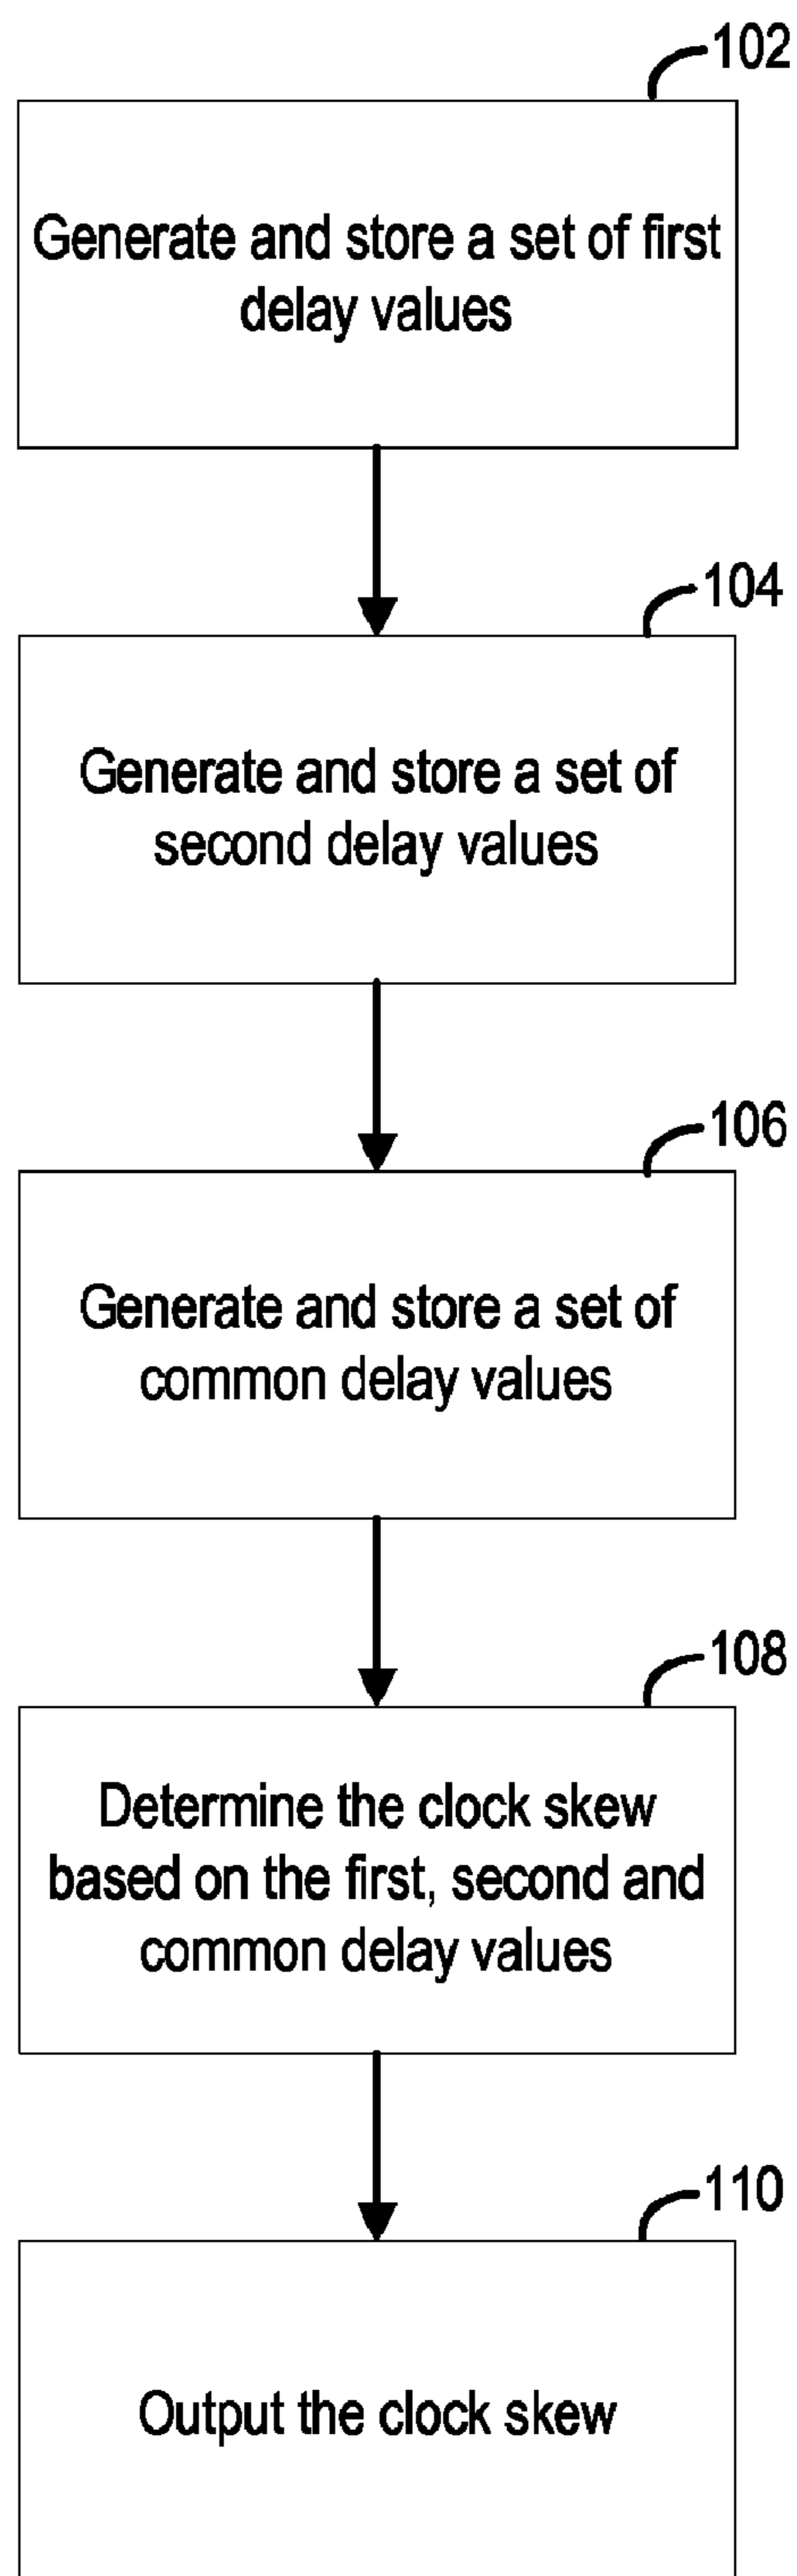 102
Generate and store a set of first
delay values
104
Generate and store a set of
second delay values
106
Generate and store a set of
common delay values
108
Determine the clock skew
based on the first, second and
common delay values
110
Output the clock skew